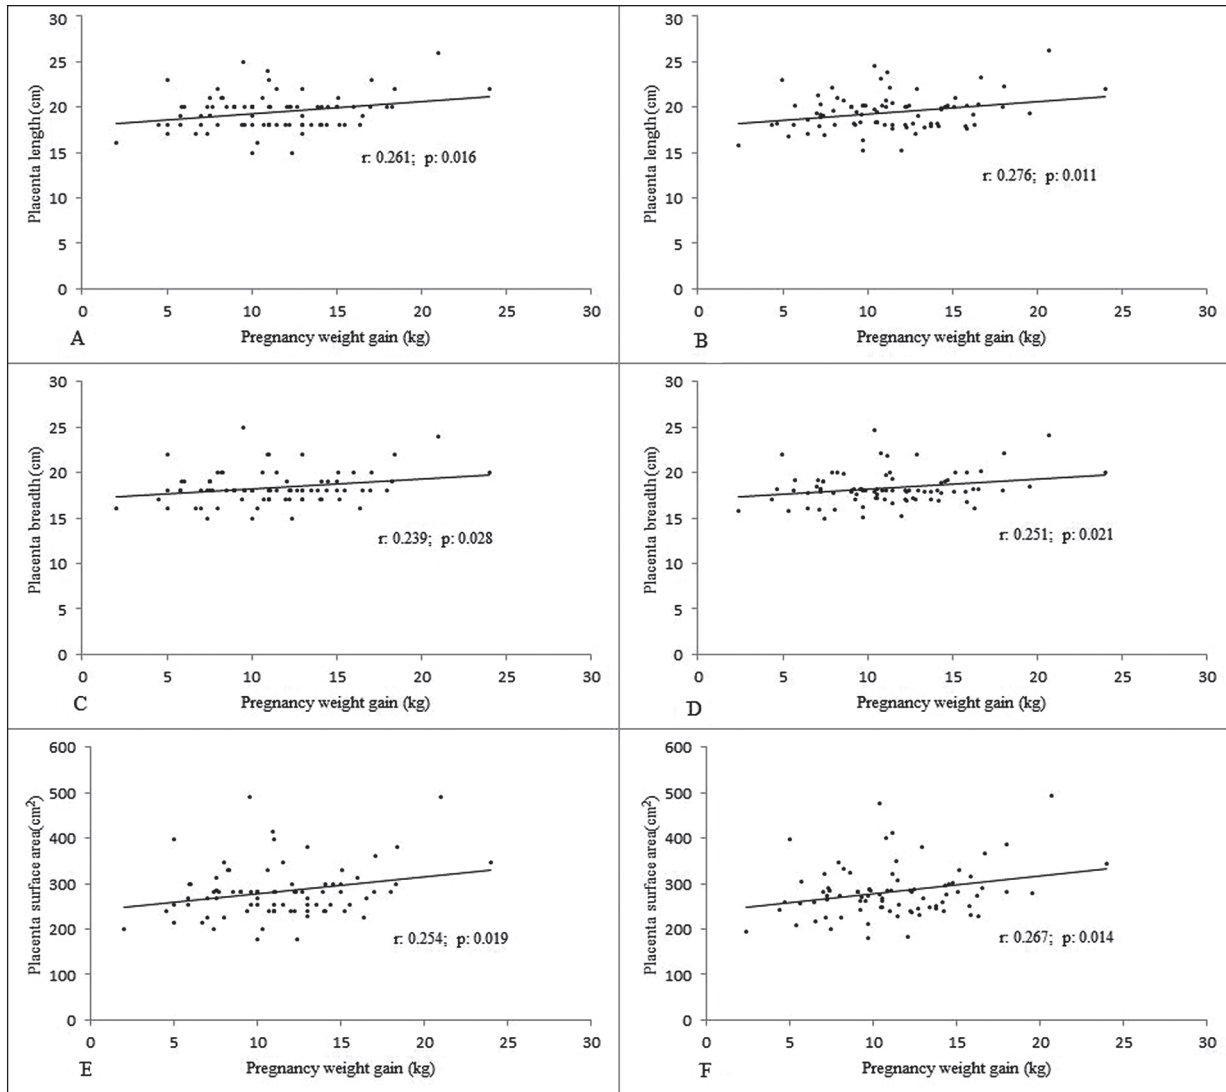 30
25
20
15
10
5
0
Placenta length(cm)
r: 0.261; p: 0.016
0 5 10 15 20 25 30
Pregnancy weight gain (kg)
A
30
25
20
15
10
5
0
Placenta length(cm)
r: 0.276; p: 0.011
0 5 10 15 20 25 30
Pregnancy weight gain (kg)
B
30
25
20
15
10
5
0
Placenta breadth(cm)
r: 0.239; p: 0.028
0 5 10 15 20 25 30
Pregnancy weight gain (kg)
C
30
25
20
15
10
5
0
Placenta breadth(cm)
r: 0.251; p: 0.021
0 5 10 15 20 25 30
Pregnancy weight gain (kg)
D
600
500
400
300
200
100
0
Placenta surface area(cm²)
r: 0.254; p: 0.019
0 5 10 15 20 25 30
Pregnancy weight gain (kg)
E
600
500
400
300
200
100
0
Placenta surface area(cm²)
r: 0.267; p: 0.014
0 5 10 15 20 25 30
Pregnancy weight gain (kg)
F